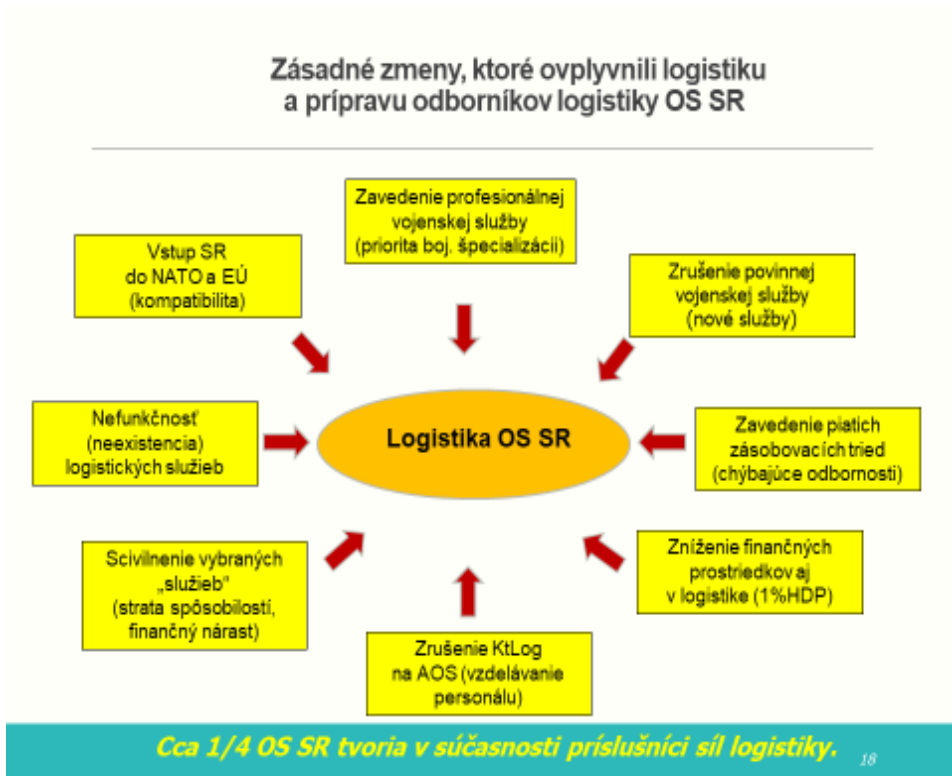 Zásadné zmeny, ktoré ovplyvnili logistiku
a prípravu odborníkov logistiky OS SR
Zavedenie profesionálnej
vojenskej služby
(priorita boj. špecializácii)
Vstup SR
do NATO a EÚ
(kompatibilita)
Zrušenie povinnej
vojenskej služby
(nové služby)
Nefunkčnosť
(neexistencia)
logistických služieb
Logistika OS SR
Zavedenie piatich
zásobovacích tried
(chýbajúce odbornosti)
Scivilnenie vybraných
„služieb“
(strata spôsobilostí,
finančný nárast)
Zníženie finančných
prostriedkov aj
v logistike (1%HDP)
Zrušenie KtLog
na AOS (vzdelávanie
personálu)
Cca 1/4 OS SR tvoria v súčasnosti príslušníci síl logistiky.
18